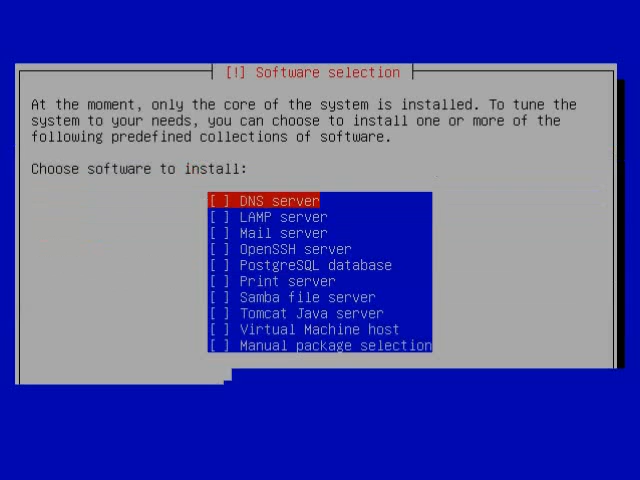 [!] Software selection
At the moment, only the core of the system is installed. To tune the
system to your needs, you can choose to install one or more of the
following predefined collections of software.
Choose software to install:
[ ] DNS server
[ ] LAMP server
[ ] Mail server
[ ] OpenSSH server
[ ] PostgreSQL database
[ ] Print server
[ ] Samba file server
[ ] Tomcat Java server
[ ] Virtual Machine host
[ ] Manual package selection